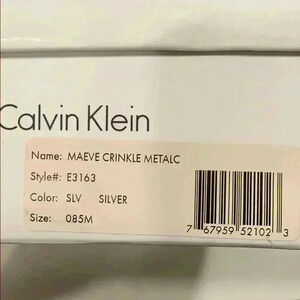 Calvin Klein
Name: MAEVE CRINKLE METALC
Style#: E3163
Color: SLV SILVER
Size: 085M
7 67959 52102 3